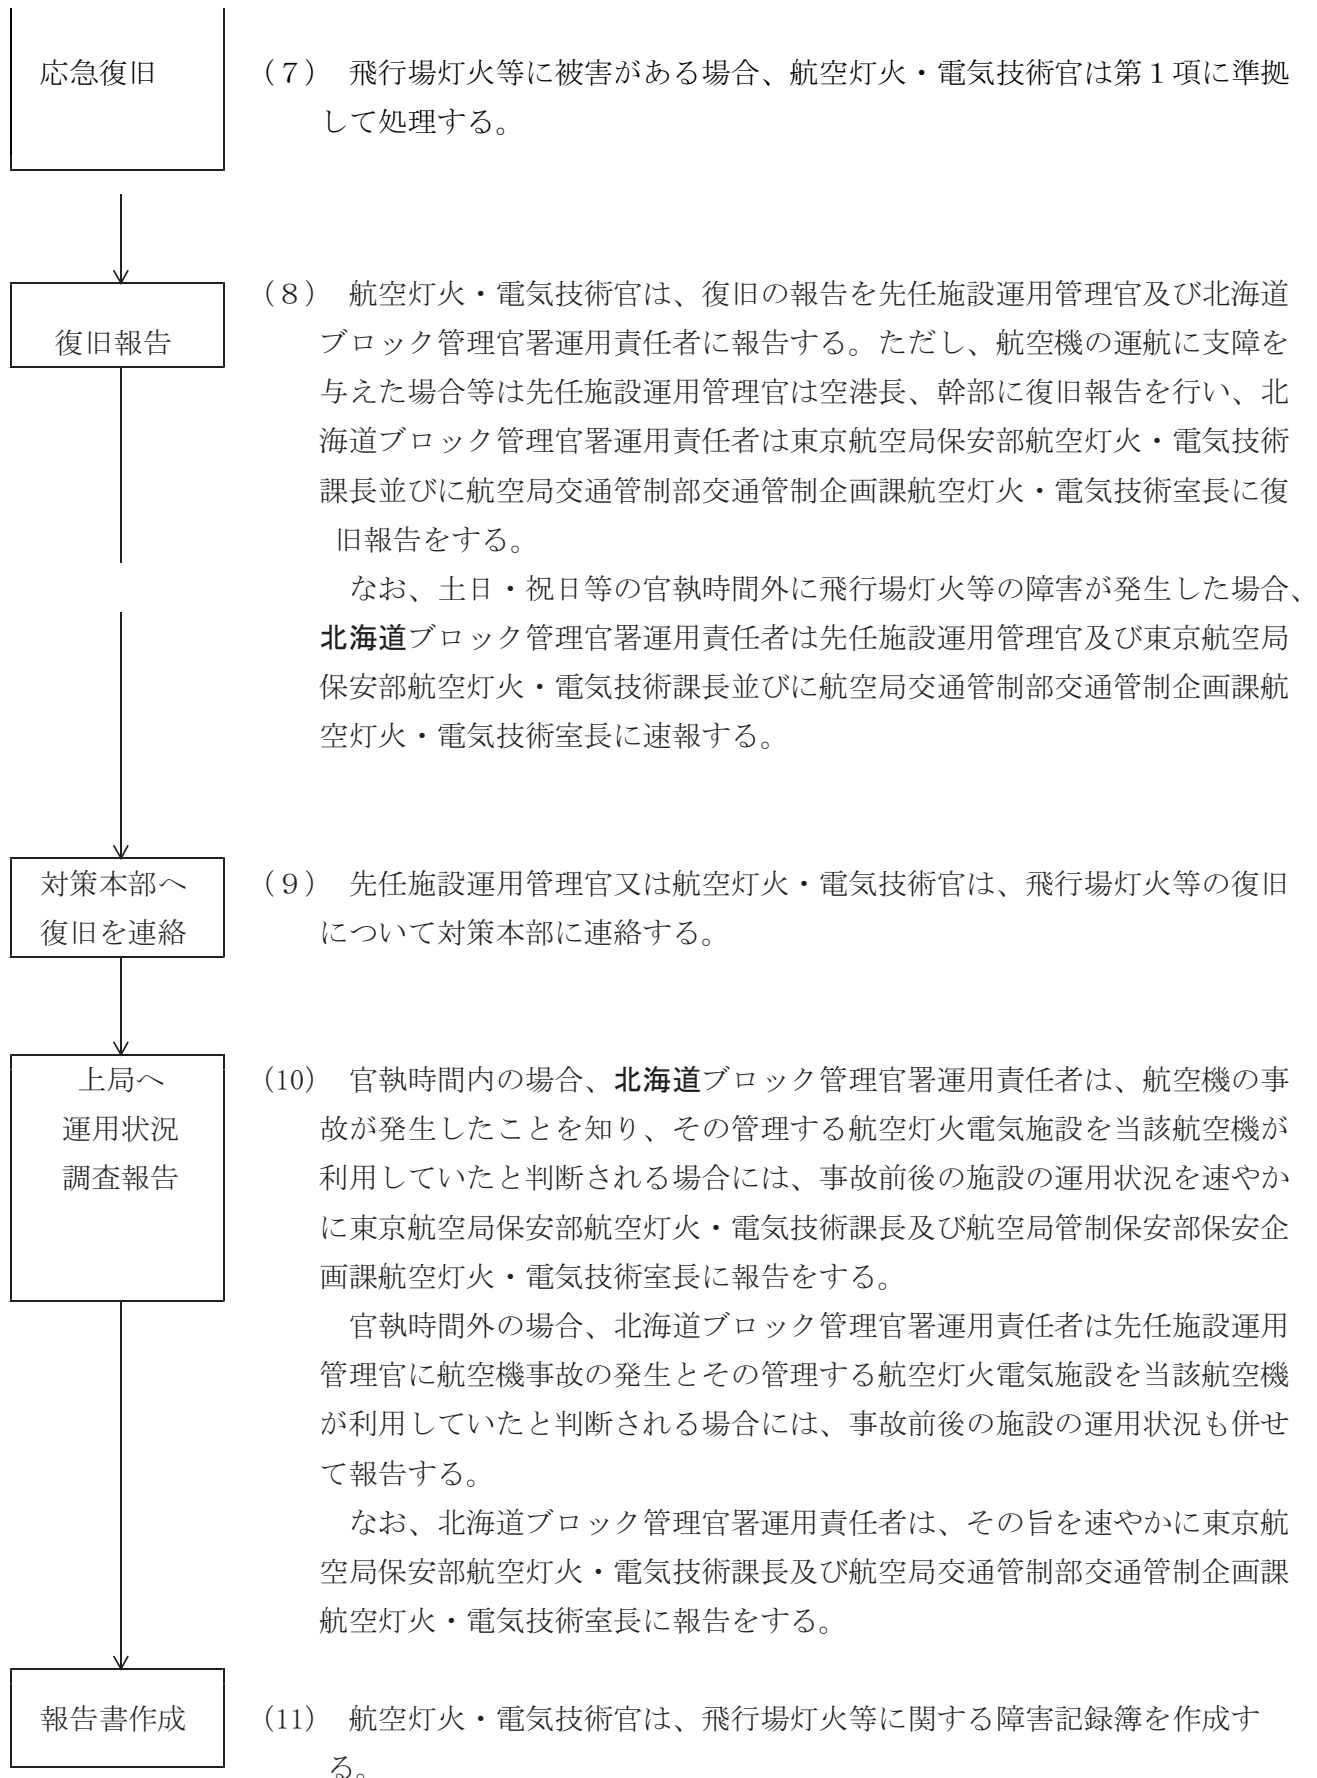 応急復旧
（７） 飛行場灯火等に被害がある場合、航空灯火・電気技術官は第１項に準拠
して処理する。
復旧報告
（８） 航空灯火・電気技術官は、復旧の報告を先任施設運用管理官及び北海道
ブロック管理官署運用責任者に報告する。ただし、航空機の運航に支障を
与えた場合等は先任施設運用管理官は空港長、幹部に復旧報告を行い、北
海道ブロック管理官署運用責任者は東京航空局保安部航空灯火・電気技術
課長並びに航空局交通管制部交通管制企画課航空灯火・電気技術室長に復
旧報告をする。
なお、土日・祝日等の官執時間外に飛行場灯火等の障害が発生した場合、
北海道ブロック管理官署運用責任者は先任施設運用管理官及び東京航空局
保安部航空灯火・電気技術課長並びに航空局交通管制部交通管制企画課航
空灯火・電気技術室長に速報する。
対策本部へ
復旧を連絡
（９） 先任施設運用管理官又は航空灯火・電気技術官は、飛行場灯火等の復旧
について対策本部に連絡する。
上局へ
運用状況
調査報告
（10） 官執時間内の場合、北海道ブロック管理官署運用責任者は、航空機の事
故が発生したことを知り、その管理する航空灯火電気施設を当該航空機が
利用していたと判断される場合には、事故前後の施設の運用状況を速やか
に東京航空局保安部航空灯火・電気技術課長及び航空局管制保安部保安企
画課航空灯火・電気技術室長に報告をする。
官執時間外の場合、北海道ブロック管理官署運用責任者は先任施設運用
管理官に航空機事故の発生とその管理する航空灯火電気施設を当該航空機
が利用していたと判断される場合には、事故前後の施設の運用状況も併せ
て報告する。
なお、北海道ブロック管理官署運用責任者は、その旨を速やかに東京航
空局保安部航空灯火・電気技術課長及び航空局交通管制部交通管制企画課
航空灯火・電気技術室長に報告をする。
報告書作成
（11） 航空灯火・電気技術官は、飛行場灯火等に関する障害記録簿を作成す
る。